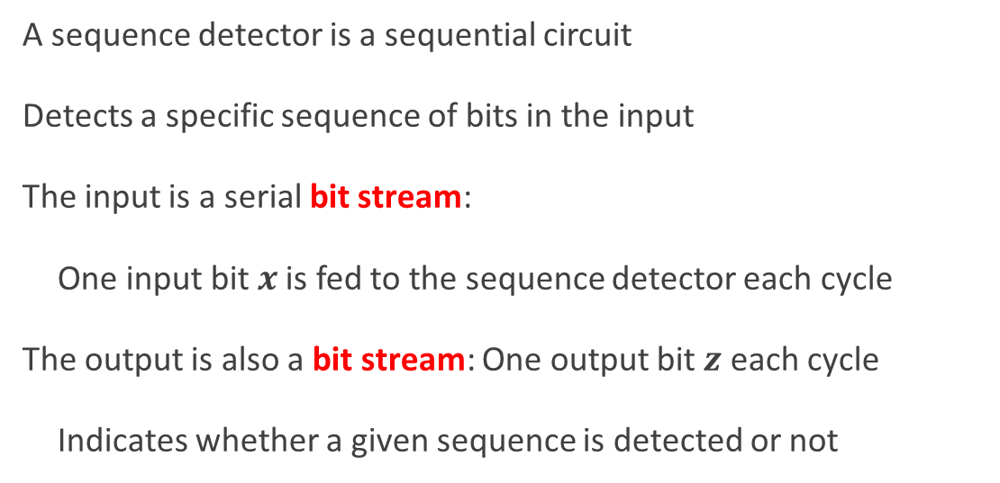 A sequence detector is a sequential circuit
Detects a specific sequence of bits in the input
The input is a serial bit stream:
One input bit x is fed to the sequence detector each cycle
The output is also a bit stream: One output bit z each cycle
Indicates whether a given sequence is detected or not